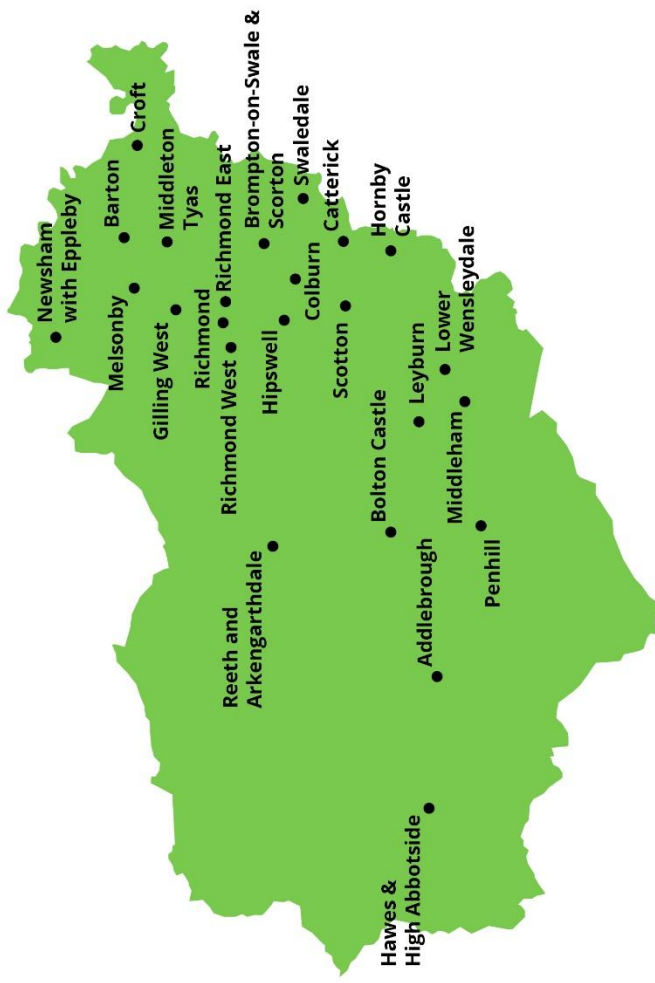 Newsham
with Eppleby
Barton
Croft
Melsonby
Middleton
Tyas
Gilling West
Richmond
Richmond East
Richmond West
Brompton-on-Swale &
Scorton
Hipswell
Swaledale
Colburn
Catterick
Scotton
Hornby
Castle
Reeth and
Arkengarthdale
Bolton Castle
Leyburn
Lower
Wensleydale
Middleham
Addlebrough
Penhill
Hawes &
High Abbotside